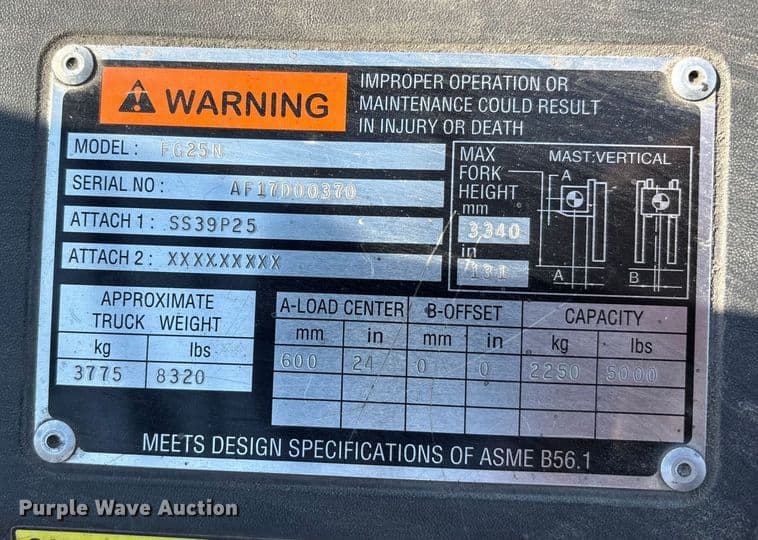 WARNING
IMPROPER OPERATION OR
MAINTENANCE COULD RESULT
IN INJURY OR DEATH
MODEL : FG25N
SERIAL NO : AF17D00370
ATTACH 1 : SS39P25
ATTACH 2 : XXXXXXXXX
MAX
FORK
HEIGHT
mm
3340
in
131
MAST:VERTICAL
A
A
B
APPROXIMATE
TRUCK WEIGHT
kg lbs
3775 8320
A-LOAD CENTER B-OFFSET CAPACITY
mm in mm in kg lbs
600 24 0 0 2250 5000
MEETS DESIGN SPECIFICATIONS OF ASME B56.1
Purple Wave Auction